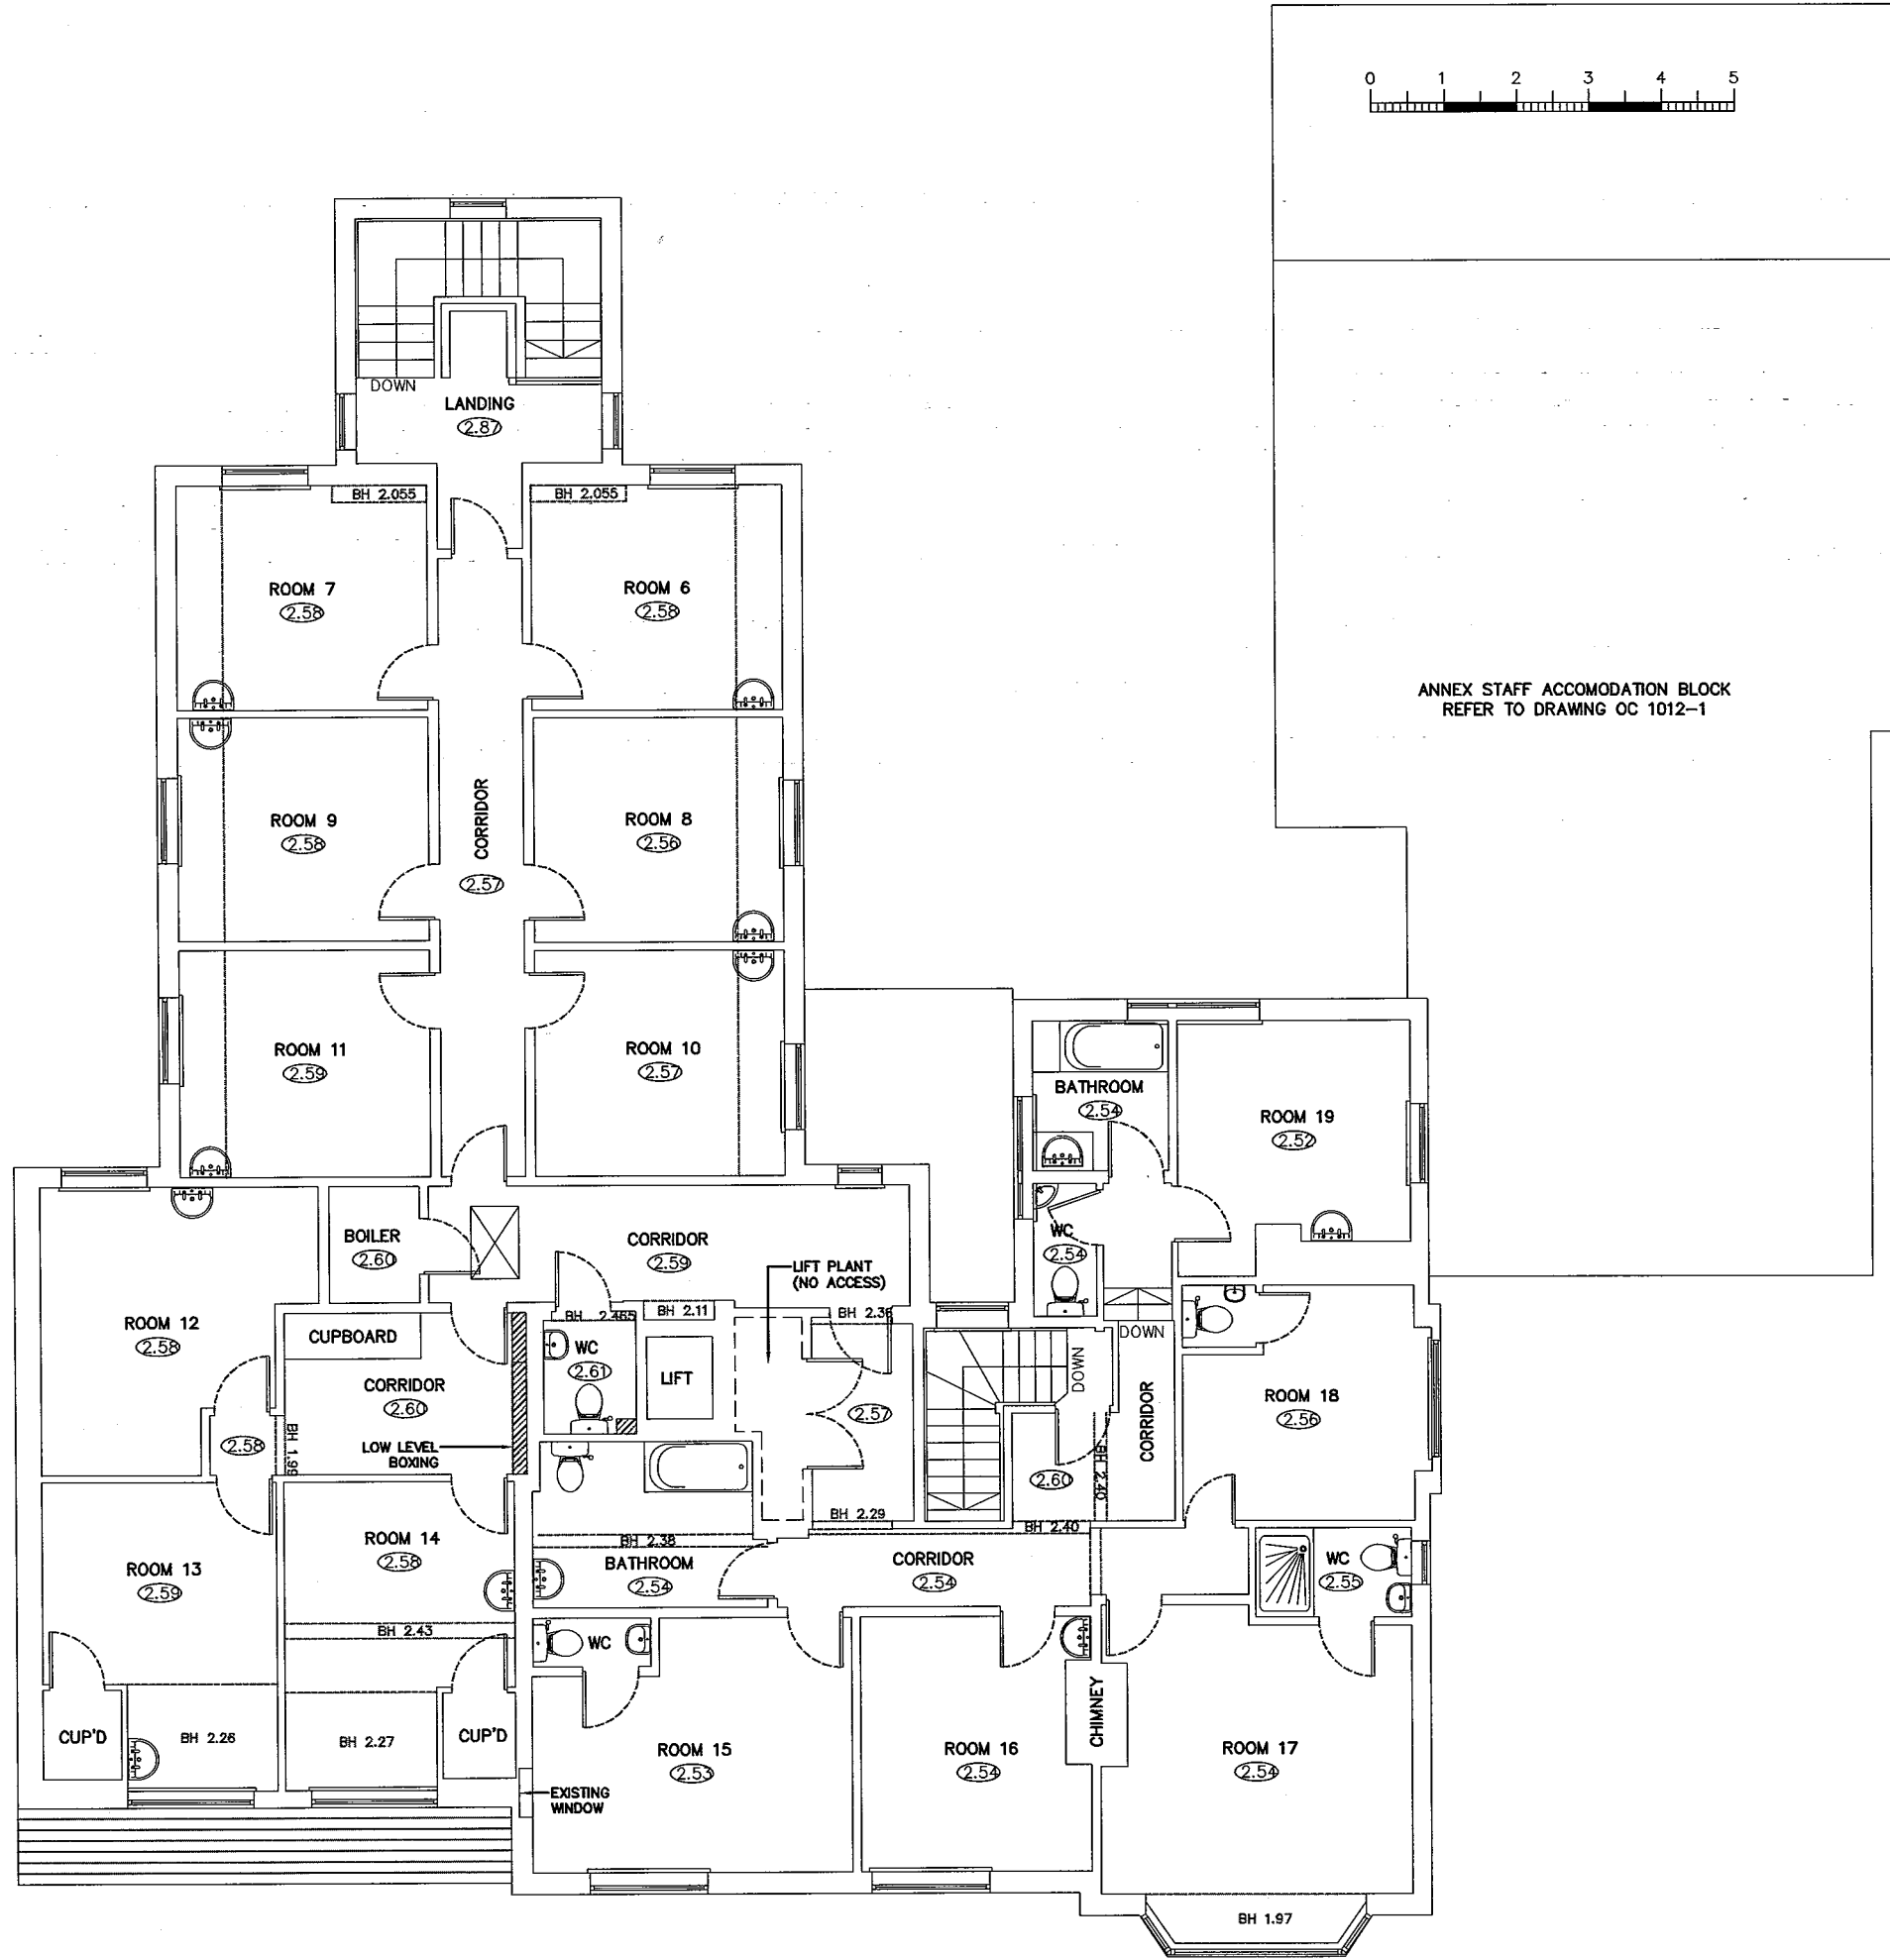 0 1 2 3 4 5
DOWN
LANDING
2.87
BH 2.055
BH 2.055
ROOM 7
2.58
ROOM 6
2.58
ANNEX STAFF ACCOMODATION BLOCK
REFER TO DRAWING OC 1012-1
CORRIDOR
2.57
ROOM 9
2.58
ROOM 8
2.56
ROOM 11
2.59
ROOM 10
2.57
BATHROOM
2.54
ROOM 19
2.52
BOILER
2.60
CORRIDOR
2.59
LIFT PLANT
(NO ACCESS)
WC
2.54
ROOM 12
2.58
CUPBOARD
BH 2.465
BH 2.11
BH 2.36
DOWN
DOWN
WC
2.61
LIFT
CORRIDOR
2.60
2.57
CORRIDOR
ROOM 18
2.56
2.58
BH 1.99
LOW LEVEL
BOXING
2.60
BH 2.40
BH 2.29
BH 2.40
ROOM 14
2.58
BH 2.38
BATHROOM
2.54
CORRIDOR
2.54
WC
2.55
ROOM 13
2.59
BH 2.43
WC
CHIMNEY
CUP'D
BH 2.26
BH 2.27
CUP'D
ROOM 15
2.53
ROOM 16
2.54
ROOM 17
2.54
EXISTING
WINDOW
BH 1.97